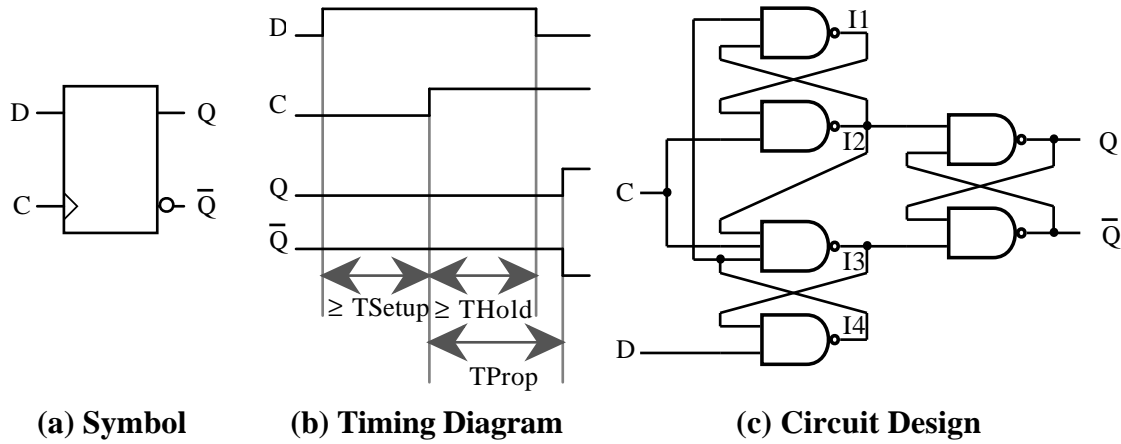 D
C
Q
Q̅
(a) Symbol
D
C
Q
Q̅
≥ TSetup
≥ THold
TProp
(b) Timing Diagram
I1
I2
C
I3
I4
D
Q
Q̅
(c) Circuit Design